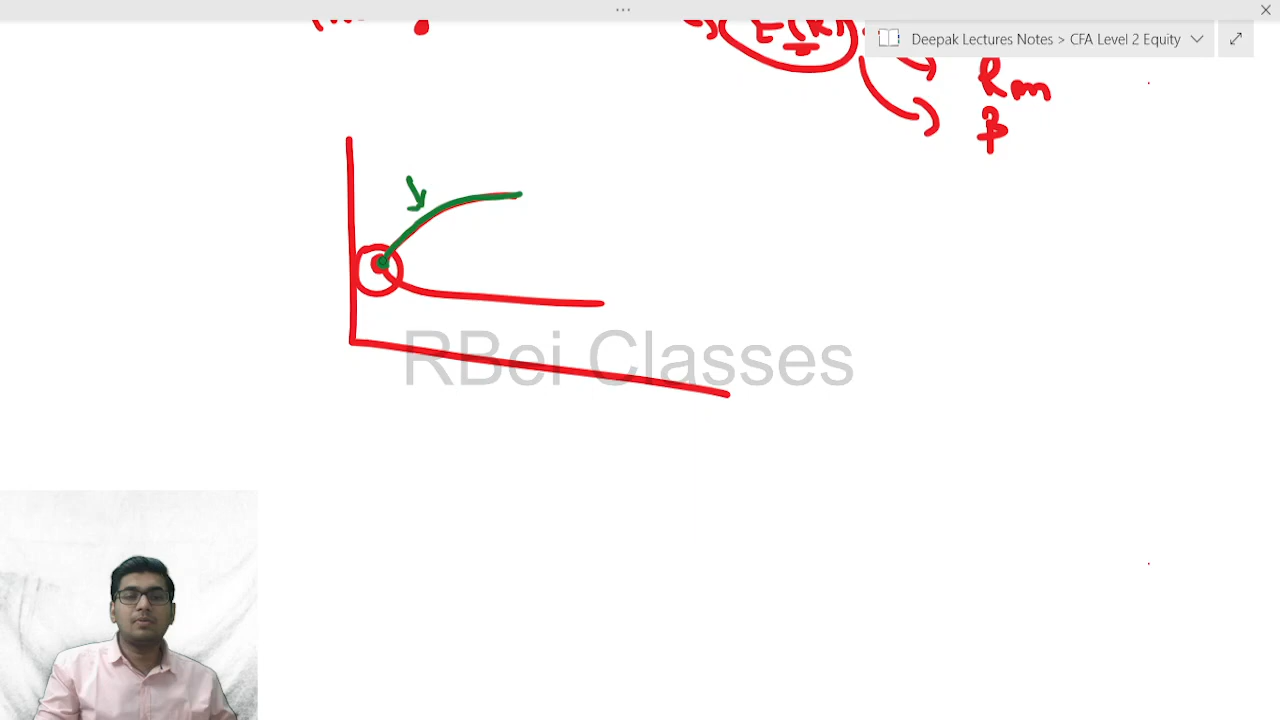 E(R)
Deepak Lectures Notes > CFA Level 2 Equity
Rm
β
RBei Classes